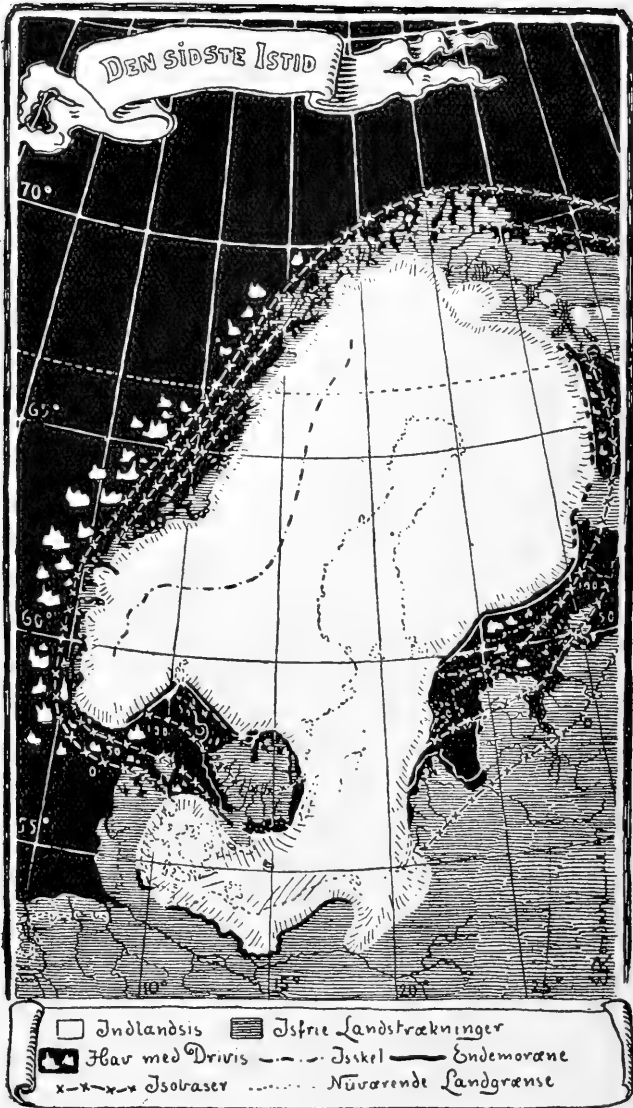 DEN SIDSTE ISTID
70°
65°
60°
50
55°
10°
15°
20°
25°
Indlandsis Isfrie Landstrækninger
Hav med Drivis Isskel Endemoræne
Isobaser Nuværende Landgrænse